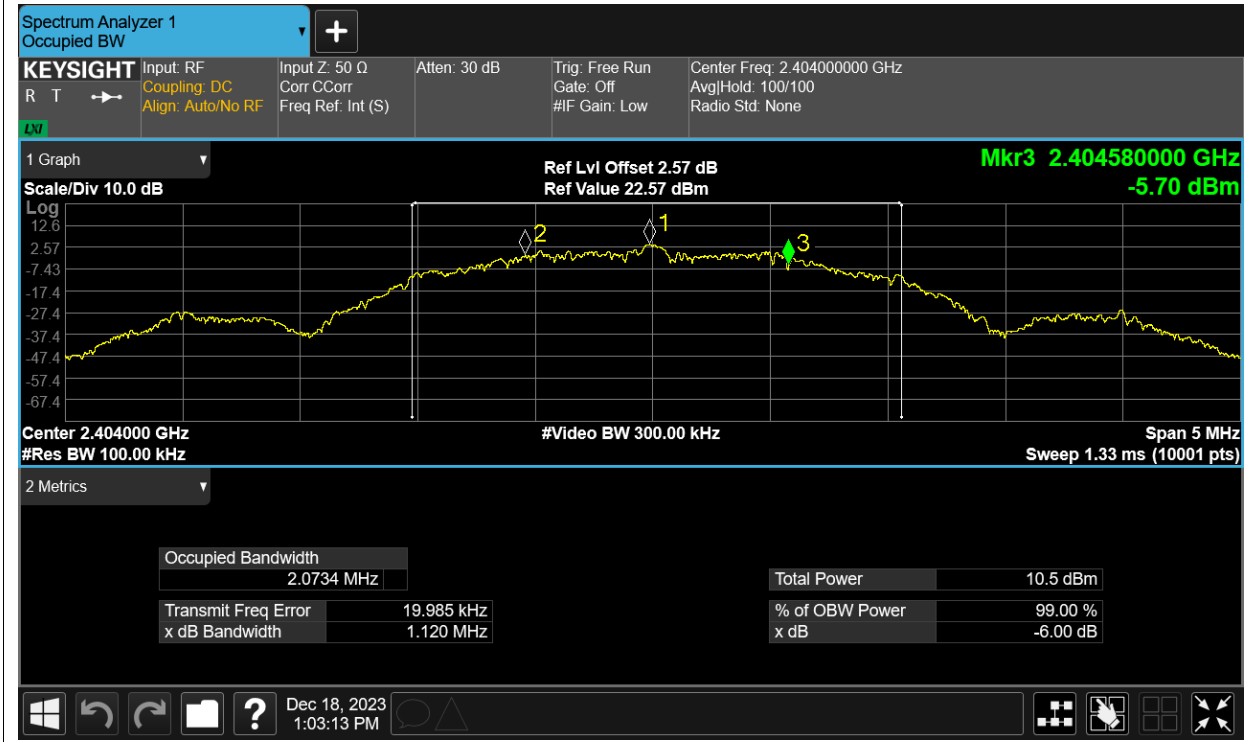 Spectrum Analyzer 1
Occupied BW
KEYSIGHT
R T
LXI
Input: RF
Coupling: DC
Align: Auto/No RF
Input Z: 50 Ω
Corr CCorr
Freq Ref: Int (S)
Atten: 30 dB
Trig: Free Run
Gate: Off
#IF Gain: Low
Center Freq: 2.404000000 GHz
Avg|Hold: 100/100
Radio Std: None
1 Graph
Scale/Div 10.0 dB
Ref Lvl Offset 2.57 dB
Ref Value 22.57 dBm
Mkr3 2.404580000 GHz
-5.70 dBm
Log
12.6
2.57
-7.43
-17.4
-27.4
-37.4
-47.4
-57.4
-67.4
2
1
3
Center 2.404000 GHz
#Video BW 300.00 kHz
Span 5 MHz
#Res BW 100.00 kHz
Sweep 1.33 ms (10001 pts)
2 Metrics
Occupied Bandwidth
2.0734 MHz
Total Power 10.5 dBm
Transmit Freq Error 19.985 kHz
% of OBW Power 99.00 %
x dB Bandwidth 1.120 MHz
x dB -6.00 dB
?
Dec 18, 2023
1:03:13 PM